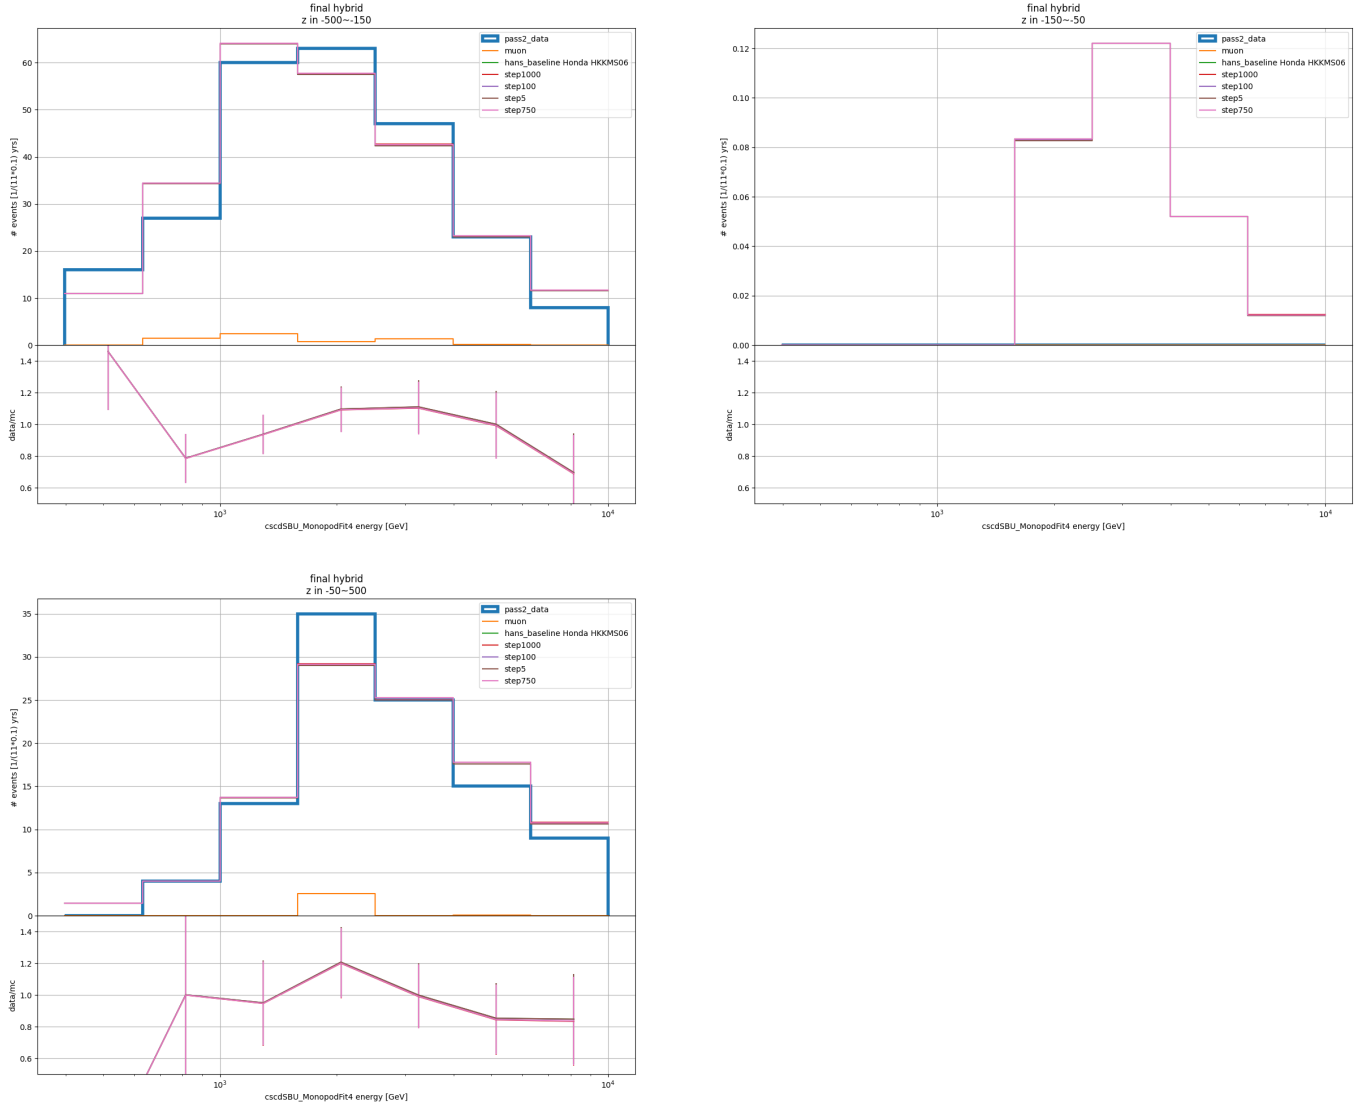 final hybrid
z in -500~-150
# events [1/(11*0.1) yrs]
60
50
40
30
20
10
0
pass2_data
muon
hans_baseline Honda HKKMS06
step1000
step100
step5
step750
data/mc
1.4
1.2
1.0
0.8
0.6
10³
10⁴
cscdSBU_MonopodFit4 energy [GeV]
final hybrid
z in -150~-50
# events [1/(11*0.1) yrs]
0.12
0.10
0.08
0.06
0.04
0.02
0.00
pass2_data
muon
hans_baseline Honda HKKMS06
step1000
step100
step5
step750
data/mc
1.4
1.2
1.0
0.8
0.6
10³
10⁴
cscdSBU_MonopodFit4 energy [GeV]
final hybrid
z in -50~500
# events [1/(11*0.1) yrs]
35
30
25
20
15
10
5
0
pass2_data
muon
hans_baseline Honda HKKMS06
step1000
step100
step5
step750
data/mc
1.4
1.2
1.0
0.8
0.6
10³
10⁴
cscdSBU_MonopodFit4 energy [GeV]